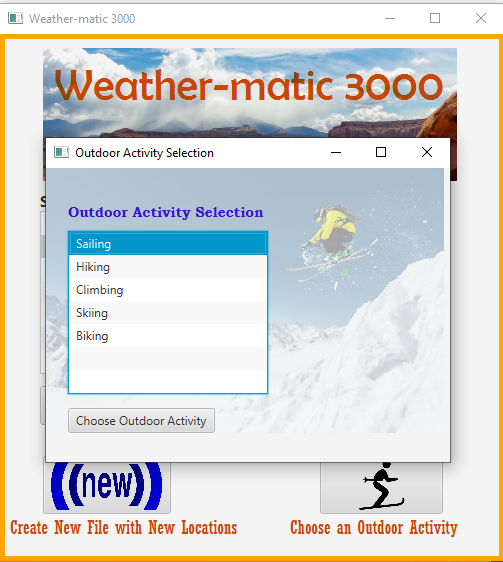 Weather-matic 3000
Weather-matic 3000
Outdoor Activity Selection
Outdoor Activity Selection
Sailing
Hiking
Climbing
Skiing
Biking
Choose Outdoor Activity
((new))
Create New File with New Locations
Choose an Outdoor Activity